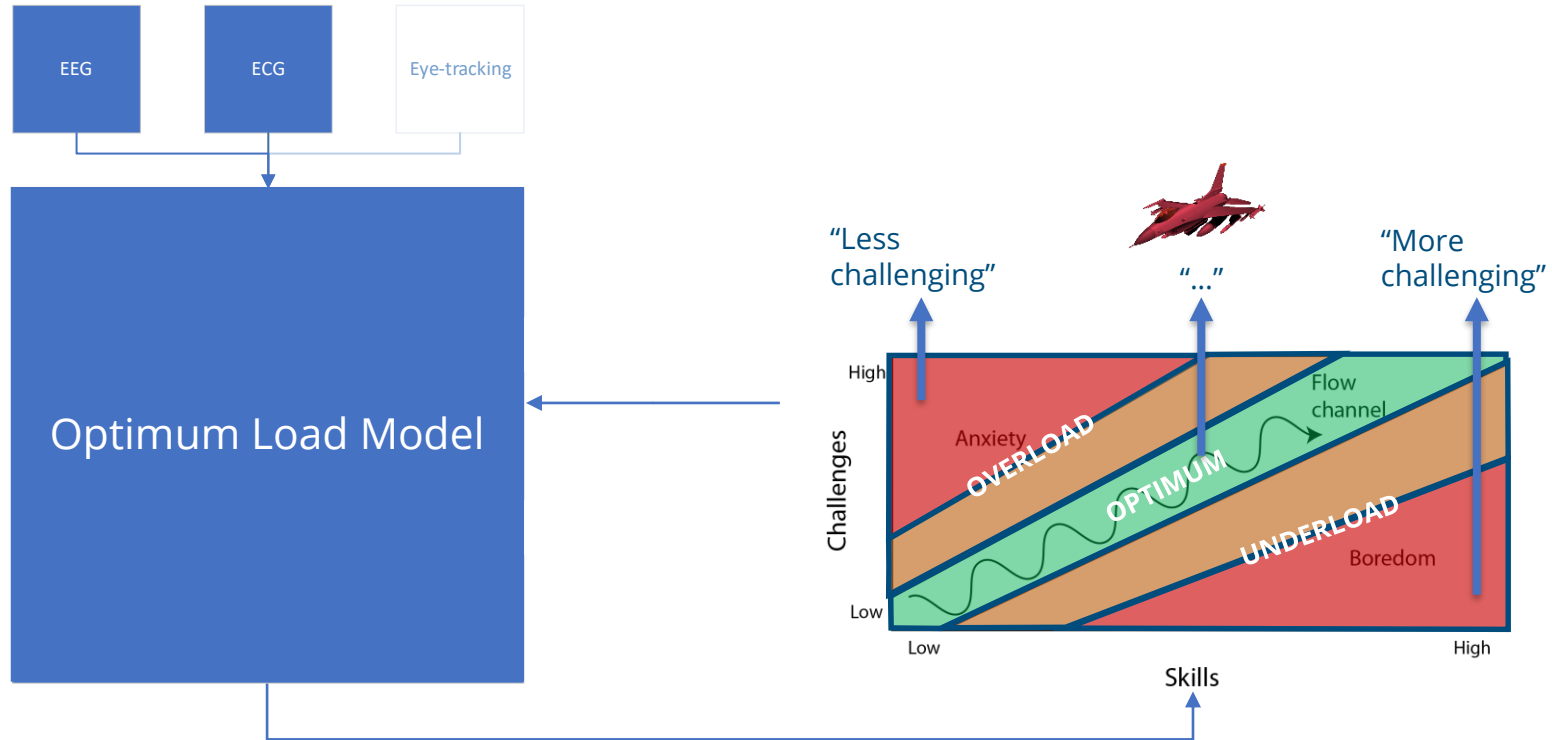 EEG
ECG
Eye-tracking
Optimum Load Model
“Less
challenging”
“...”
“More
challenging”
High
Flow
channel
Anxiety
OVERLOAD
OPTIMUM
UNDERLOAD
Boredom
Challenges
Low
Low
High
Skills